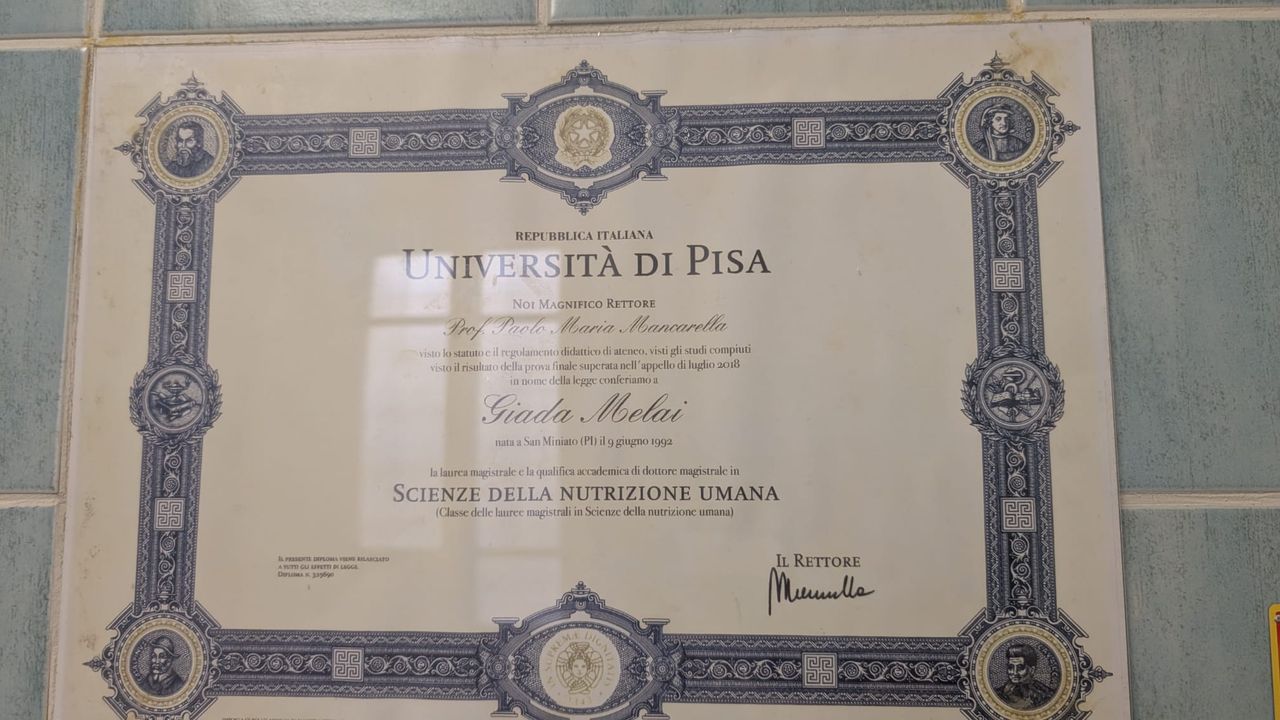 REPUBBLICA ITALIANA
UNIVERSITÀ DI PISA
NOI MAGNIFICO RETTORE
Prof. Paolo Maria Mancarella
visto lo statuto e il regolamento didattico di ateneo, visti gli studi compiuti
visto il risultato della prova finale superata nell'appello di luglio 2018
in nome della legge conferiamo a
Giada Melai
nata a San Miniato (PI) il 9 giugno 1992
la laurea magistrale e la qualifica accademica di dottore magistrale in
SCIENZE DELLA NUTRIZIONE UMANA
(Classe delle lauree magistrali in Scienze della nutrizione umana)
IL PRESENTE DIPLOMA VIENE RILASCIATO
A TUTTI GLI EFFETTI DI LEGGE
DIPLOMA N. 329690
IL RETTORE